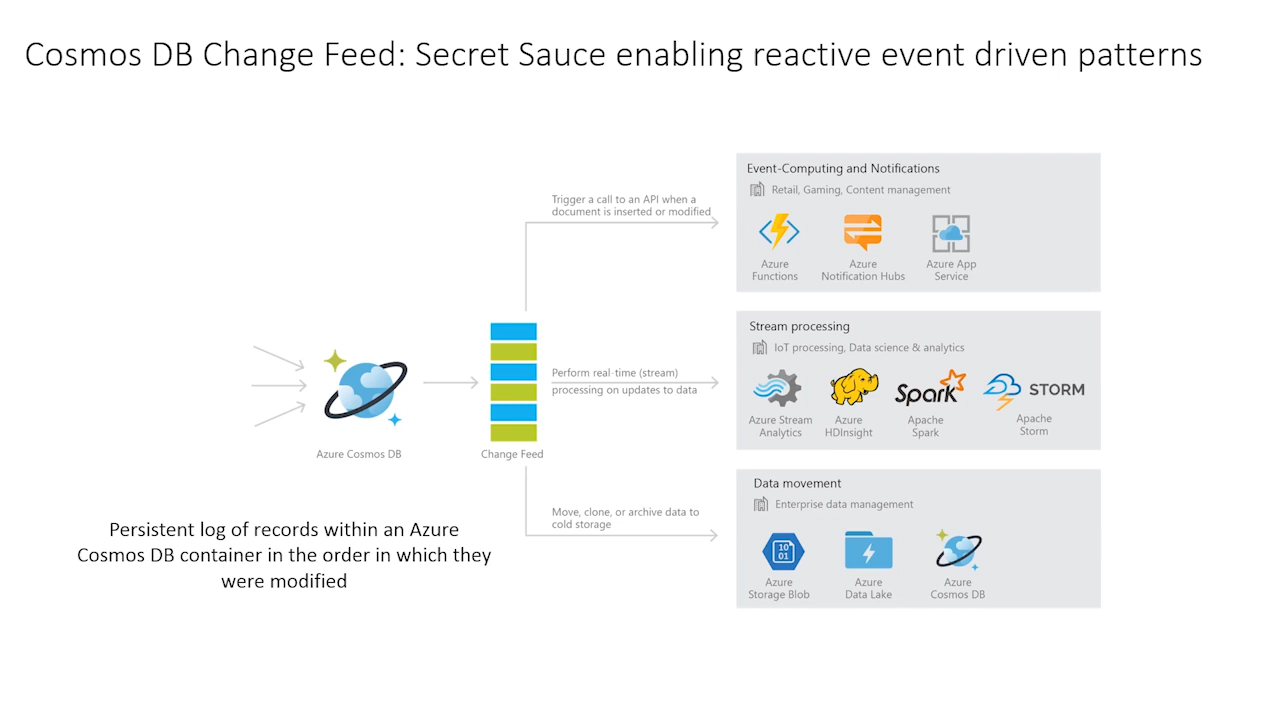 Cosmos DB Change Feed: Secret Sauce enabling reactive event driven patterns
Event-Computing and Notifications
Retail, Gaming, Content management
Trigger a call to an API when a
document is inserted or modified
Azure
Functions
Azure
Notification Hubs
Azure App
Service
Stream processing
IoT processing, Data science & analytics
Perform real-time (stream)
processing on updates to data
Spark
STORM
Azure Stream
Analytics
Azure
HDInsight
Apache
Spark
Apache
Storm
Azure Cosmos DB
Change Feed
Data movement
Enterprise data management
Move, clone, or archive data to
cold storage
10
01
Azure
Storage Blob
Azure
Data Lake
Azure
Cosmos DB
Persistent log of records within an Azure
Cosmos DB container in the order in which they
were modified